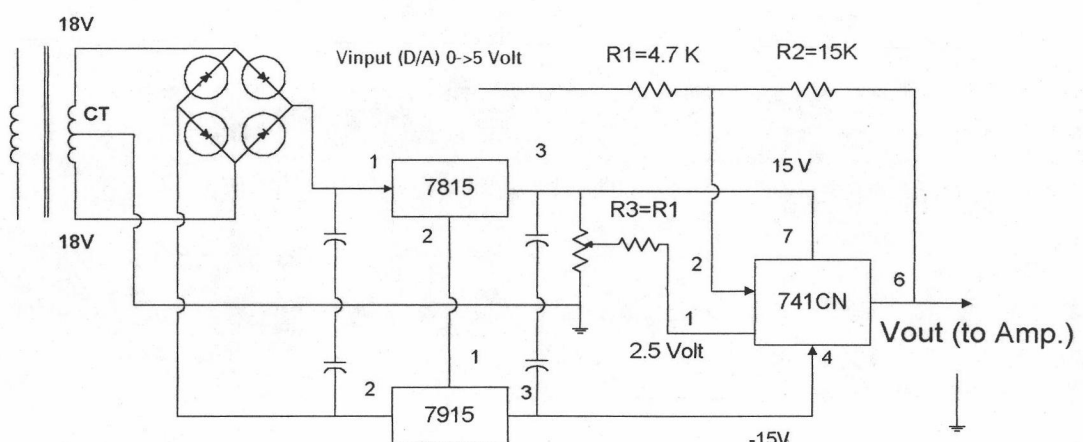 18V
CT
18V
Vinput (D/A) 0->5 Volt
R1=4.7 K
R2=15K
1
7815
3
2
15 V
R3=R1
2
7
741CN
6
1
2.5 Volt
4
Vout (to Amp.)
1
2
7915
3
-15V